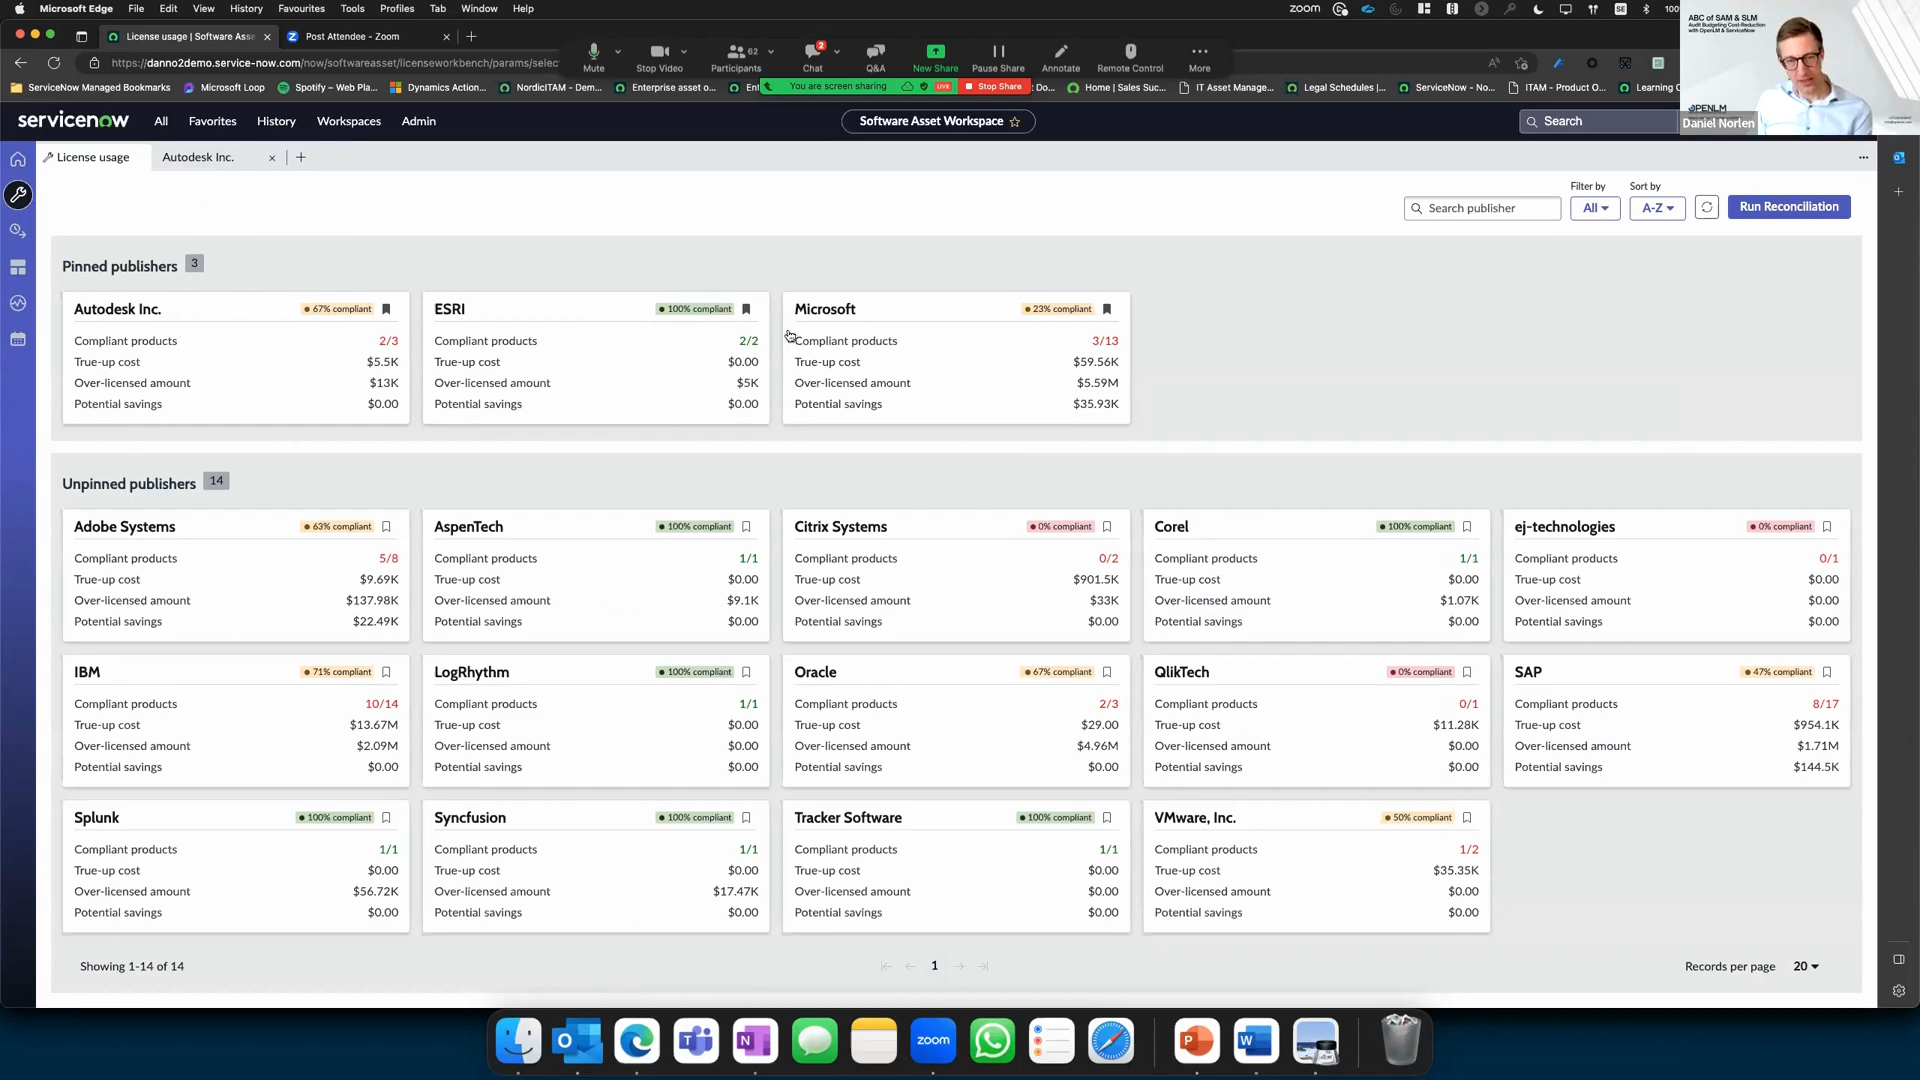 Microsoft Edge File Edit View History Favourites Tools Profiles Tab Window Help zoom SE
License usage | Software Ass Post Attendee - Zoom
https://danno2demo.service-now.com/now/softwareasset/licenseworkbench/params/selec
Mute Stop Video 62 Participants 2 Chat Q&A New Share Pause Share Annotate Remote Control More
ServiceNow Managed Bookmarks Microsoft Loop Spotify – Web Pla... Dynamics Action... NordicITAM - Dem... Enterprise asset o... Ent You are screen sharing LIVE Stop Share Do... Home | Sales Suc... IT Asset Manage... Legal Schedules |... ServiceNow - No... ITAM - Product O... Learning
ABC of SAM & SLM
Audit Budgeting Cost-Reduction
with OpenLM & ServiceNow
OPENLM
Daniel Norlen
servicenow All Favorites History Workspaces Admin Software Asset Workspace Search
License usage Autodesk Inc.
Filter by Sort by
Search publisher All A-Z Run Reconciliation
Pinned publishers 3
Autodesk Inc. 67% compliant
Compliant products 2/3
True-up cost $5.5K
Over-licensed amount $13K
Potential savings $0.00
ESRI 100% compliant
Compliant products 2/2
True-up cost $0.00
Over-licensed amount $5K
Potential savings $0.00
Microsoft 23% compliant
Compliant products 3/13
True-up cost $59.56K
Over-licensed amount $5.59M
Potential savings $35.93K
Unpinned publishers 14
Adobe Systems 63% compliant
Compliant products 5/8
True-up cost $9.69K
Over-licensed amount $137.98K
Potential savings $22.49K
AspenTech 100% compliant
Compliant products 1/1
True-up cost $0.00
Over-licensed amount $9.1K
Potential savings $0.00
Citrix Systems 0% compliant
Compliant products 0/2
True-up cost $901.5K
Over-licensed amount $33K
Potential savings $0.00
Corel 100% compliant
Compliant products 1/1
True-up cost $0.00
Over-licensed amount $1.07K
Potential savings $0.00
ej-technologies 0% compliant
Compliant products 0/1
True-up cost $0.00
Over-licensed amount $0.00
Potential savings $0.00
IBM 71% compliant
Compliant products 10/14
True-up cost $13.67M
Over-licensed amount $2.09M
Potential savings $0.00
LogRhythm 100% compliant
Compliant products 1/1
True-up cost $0.00
Over-licensed amount $0.00
Potential savings $0.00
Oracle 67% compliant
Compliant products 2/3
True-up cost $29.00
Over-licensed amount $4.96M
Potential savings $0.00
QlikTech 0% compliant
Compliant products 0/1
True-up cost $11.28K
Over-licensed amount $0.00
Potential savings $0.00
SAP 47% compliant
Compliant products 8/17
True-up cost $954.1K
Over-licensed amount $1.71M
Potential savings $144.5K
Splunk 100% compliant
Compliant products 1/1
True-up cost $0.00
Over-licensed amount $56.72K
Potential savings $0.00
Syncfusion 100% compliant
Compliant products 1/1
True-up cost $0.00
Over-licensed amount $17.47K
Potential savings $0.00
Tracker Software 100% compliant
Compliant products 1/1
True-up cost $0.00
Over-licensed amount $0.00
Potential savings $0.00
VMware, Inc. 50% compliant
Compliant products 1/2
True-up cost $35.35K
Over-licensed amount $0.00
Potential savings $0.00
Showing 1-14 of 14 1 Records per page 20
zoom